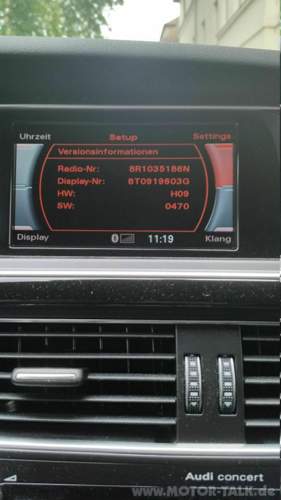 Uhrzeit Setup Settings
Versionsinformationen
Radio-Nr: 8R1035186N
Display-Nr: 8T0919603G
HW: H09
SW: 0470
Display 11:19 Klang
Audi concert
www.MOTOR-TALK.de